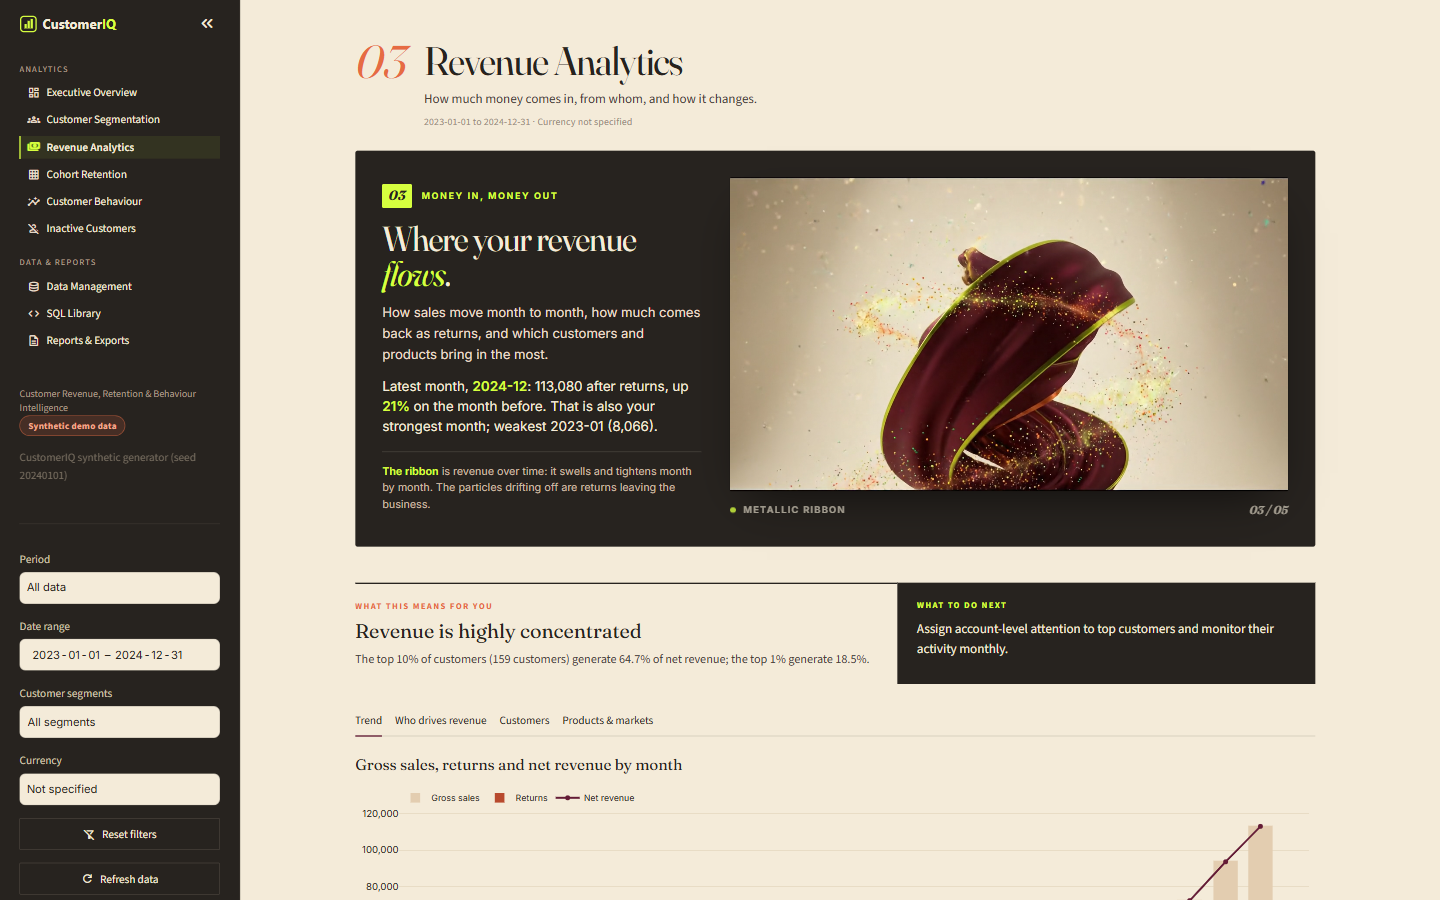 CustomerIQ
ANALYTICS
Executive Overview
Customer Segmentation
Revenue Analytics
Cohort Retention
Customer Behaviour
Inactive Customers
DATA & REPORTS
Data Management
SQL Library
Reports & Exports
Customer Revenue, Retention & Behaviour
Intelligence
Synthetic demo data
CustomerIQ synthetic generator (seed
20240101)
Period
All data
Date range
2023-01-01 – 2024-12-31
Customer segments
All segments
Currency
Not specified
Reset filters
Refresh data
03 Revenue Analytics
How much money comes in, from whom, and how it changes.
2023-01-01 to 2024-12-31 · Currency not specified
03 MONEY IN, MONEY OUT
Where your revenue
flows.
How sales move month to month, how much comes
back as returns, and which customers and
products bring in the most.
Latest month, 2024-12: 113,080 after returns, up
21% on the month before. That is also your
strongest month; weakest 2023-01 (8,066).
The ribbon is revenue over time: it swells and tightens month
by month. The particles drifting off are returns leaving the
business.
METALLIC RIBBON
03 / 05
WHAT THIS MEANS FOR YOU
Revenue is highly concentrated
The top 10% of customers (159 customers) generate 64.7% of net revenue; the top 1% generate 18.5%.
WHAT TO DO NEXT
Assign account-level attention to top customers and monitor their
activity monthly.
Trend Who drives revenue Customers Products & markets
Gross sales, returns and net revenue by month
Gross sales Returns Net revenue
120,000
100,000
80,000